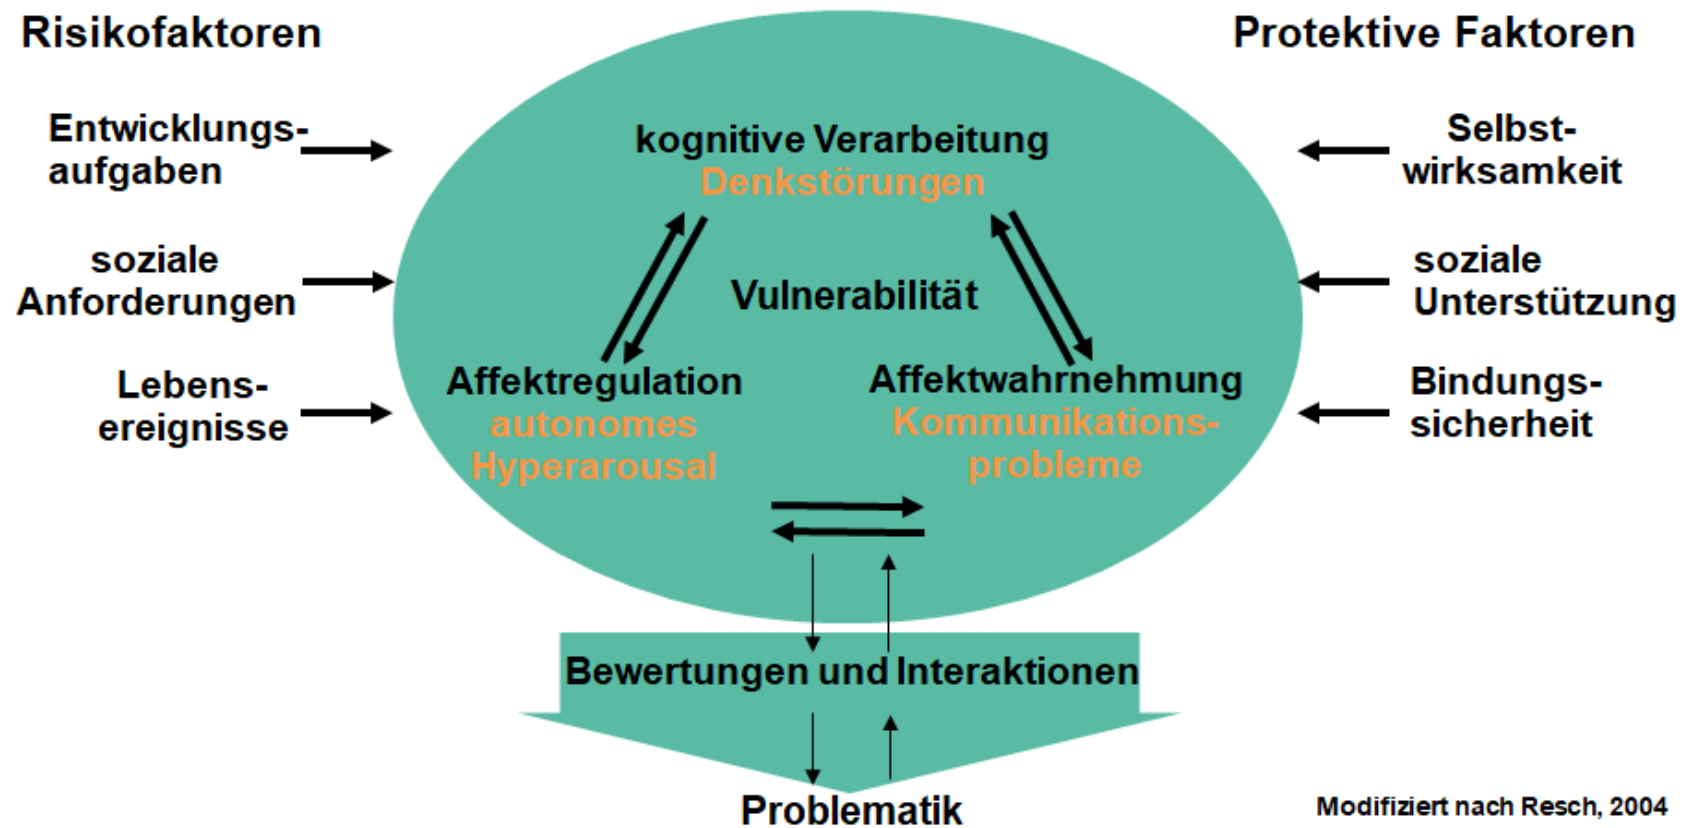 Risikofaktoren
Protektive Faktoren
Entwicklungs-
aufgaben
soziale
Anforderungen
Lebens-
ereignisse
kognitive Verarbeitung
Denkstörungen
Vulnerabilität
Affektregulation
autonomes
Hyperarousal
Affektwahrnehmung
Kommunikations-
probleme
Selbst-
wirksamkeit
soziale
Unterstützung
Bindungs-
sicherheit
Bewertungen und Interaktionen
Problematik
Modifiziert nach Resch, 2004